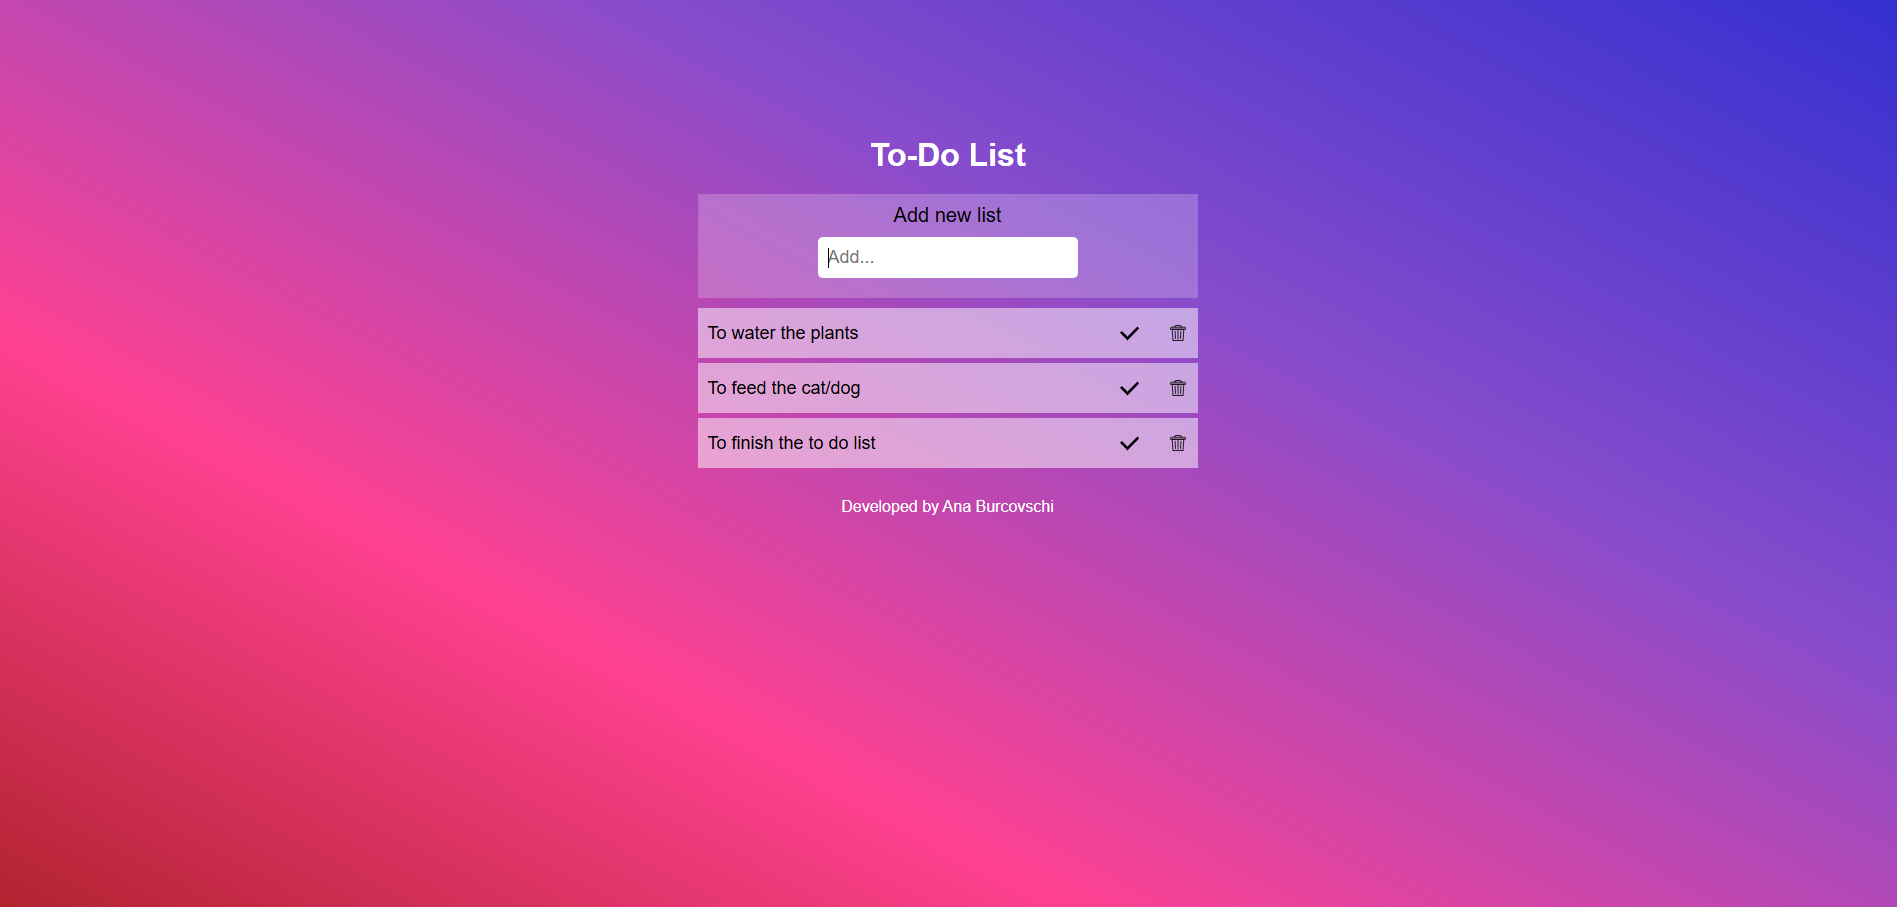 To-Do List
Add new list
Add...
To water the plants
To feed the cat/dog
To finish the to do list
Developed by Ana Burcovschi